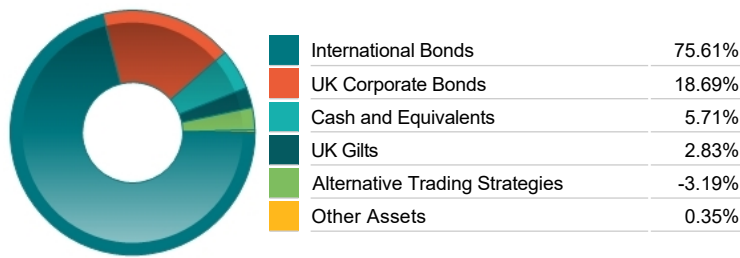 International Bonds 75.61%
UK Corporate Bonds 18.69%
Cash and Equivalents 5.71%
UK Gilts 2.83%
Alternative Trading Strategies -3.19%
Other Assets 0.35%